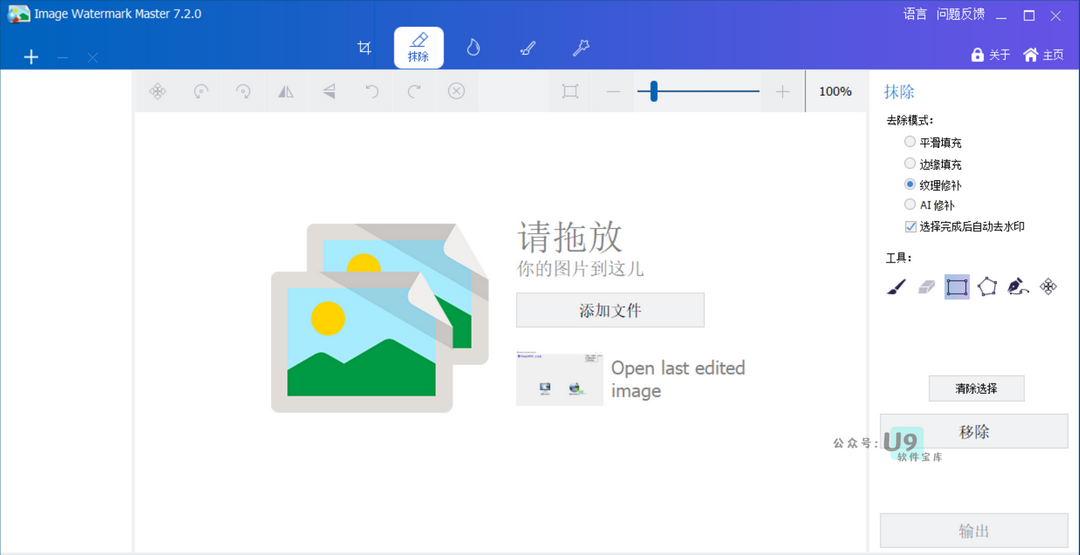 Image Watermark Master 7.2.0
语言 问题反馈
抹除
关于 主页
100%
抹除
去除模式：
平滑填充
边缘填充
纹理修补
AI 修补
选择完成后自动去水印
工具：
请拖放
你的图片到这儿
添加文件
Open last edited
image
清除选择
移除
公众号：U9
软件宝库
输出